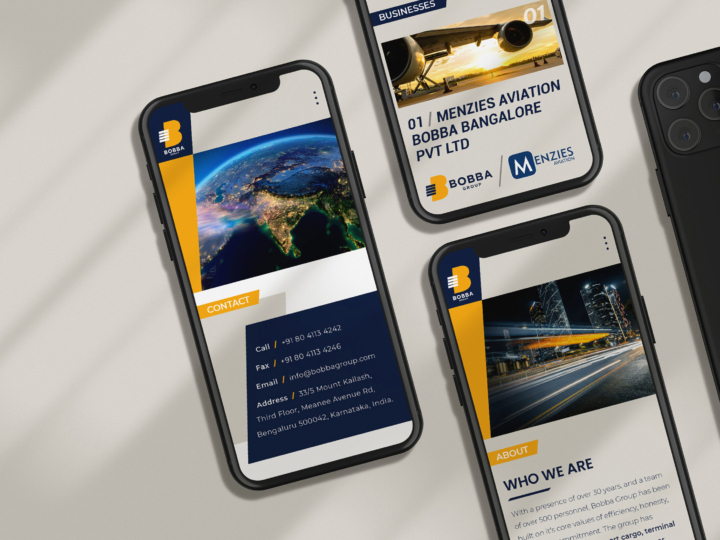 BOBBA
GROUP
CONTACT
Call / +91 80 4113 4242
Fax / +91 80 4113 4246
Email / info@bobbagroup.com
Address / 33/5 Mount Kailash,
Third Floor, Meanee Avenue Rd,
Bengaluru 500042, Karnataka, India.
BUSINESSES
01
01 / MENZIES AVIATION
BOBBA BANGALORE
PVT LTD
BOBBA
GROUP
MENZIES
AVIATION
BOBBA
GROUP
ABOUT
WHO WE ARE
With a presence of over 30 years, and a team
of over 500 personnel, Bobba Group has been
built on it's core values of efficiency, honesty,
commitment. The group has
cargo, terminal